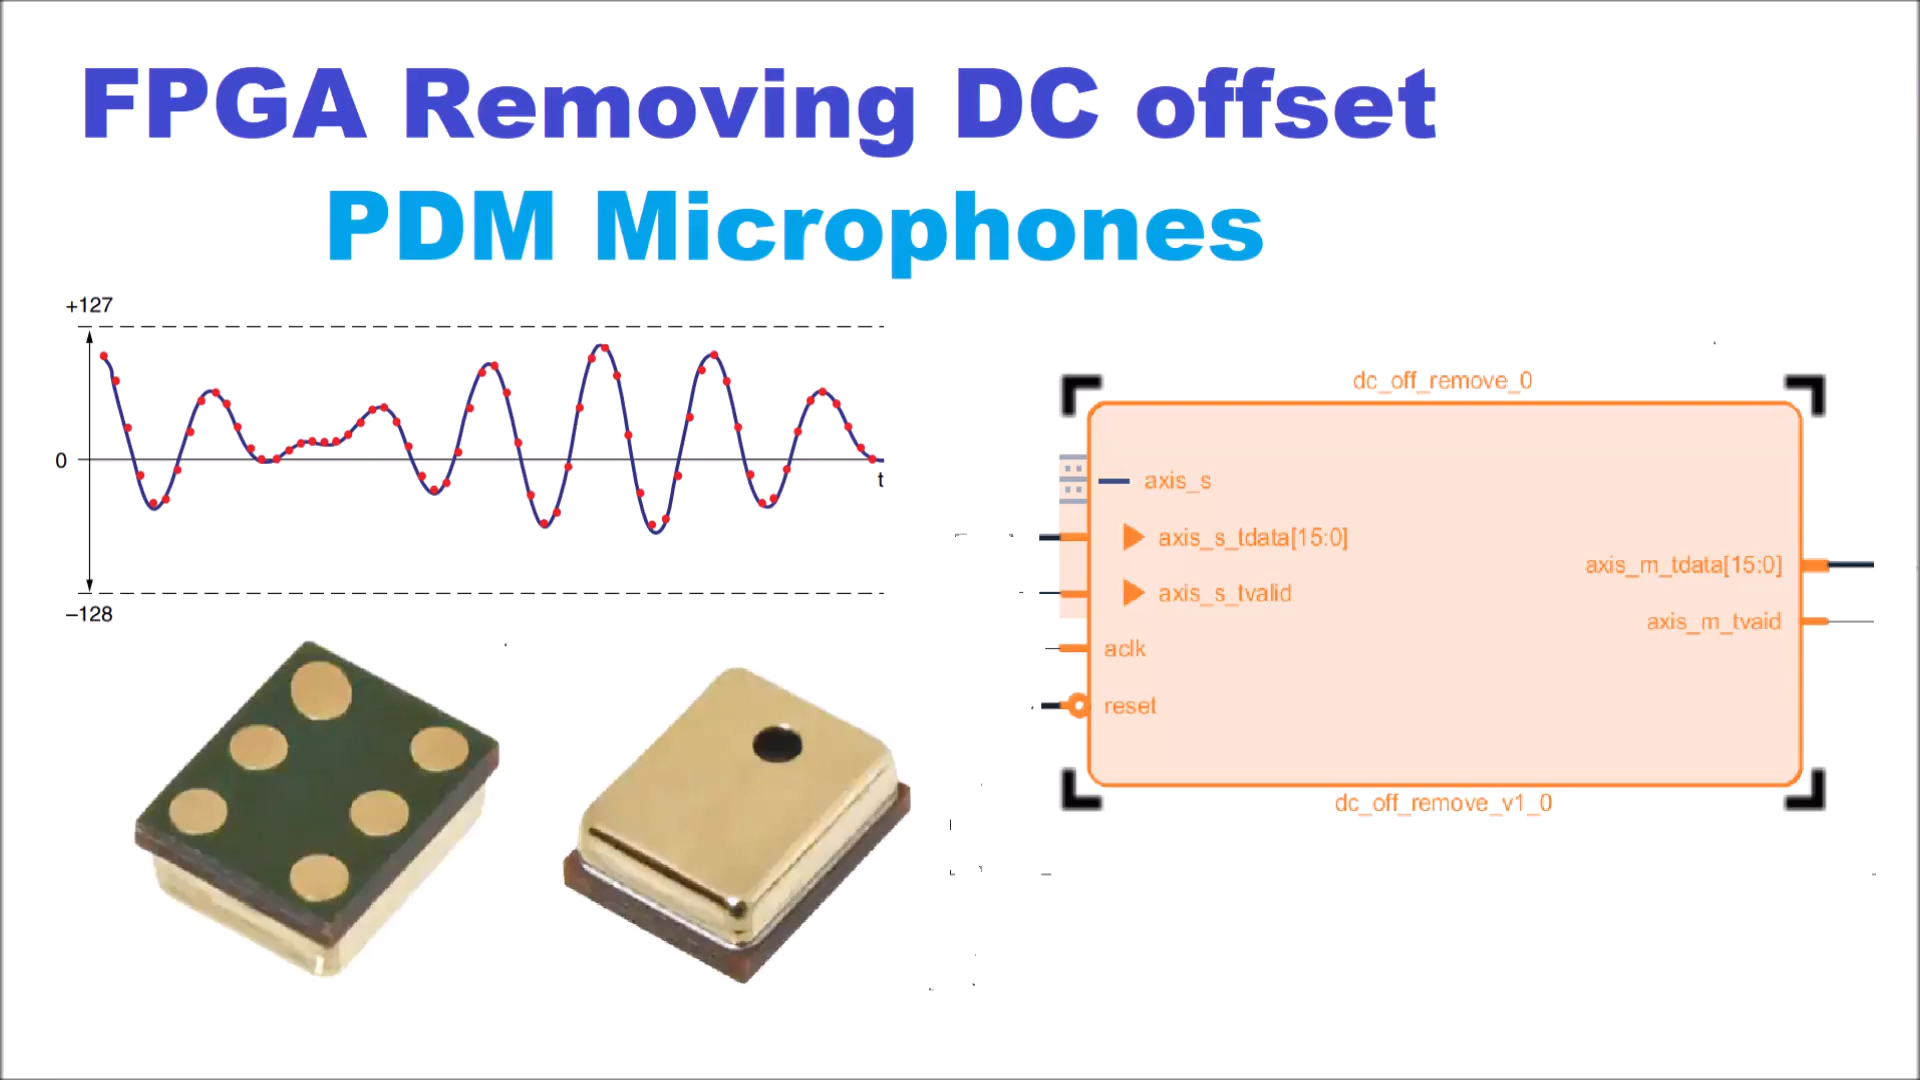 FPGA Removing DC offset
PDM Microphones
+127
0
t
–128
dc_off_remove_0
axis_s
axis_s_tdata[15:0]
axis_s_tvalid
aclk
reset
axis_m_tdata[15:0]
axis_m_tvaid
dc_off_remove_v1_0